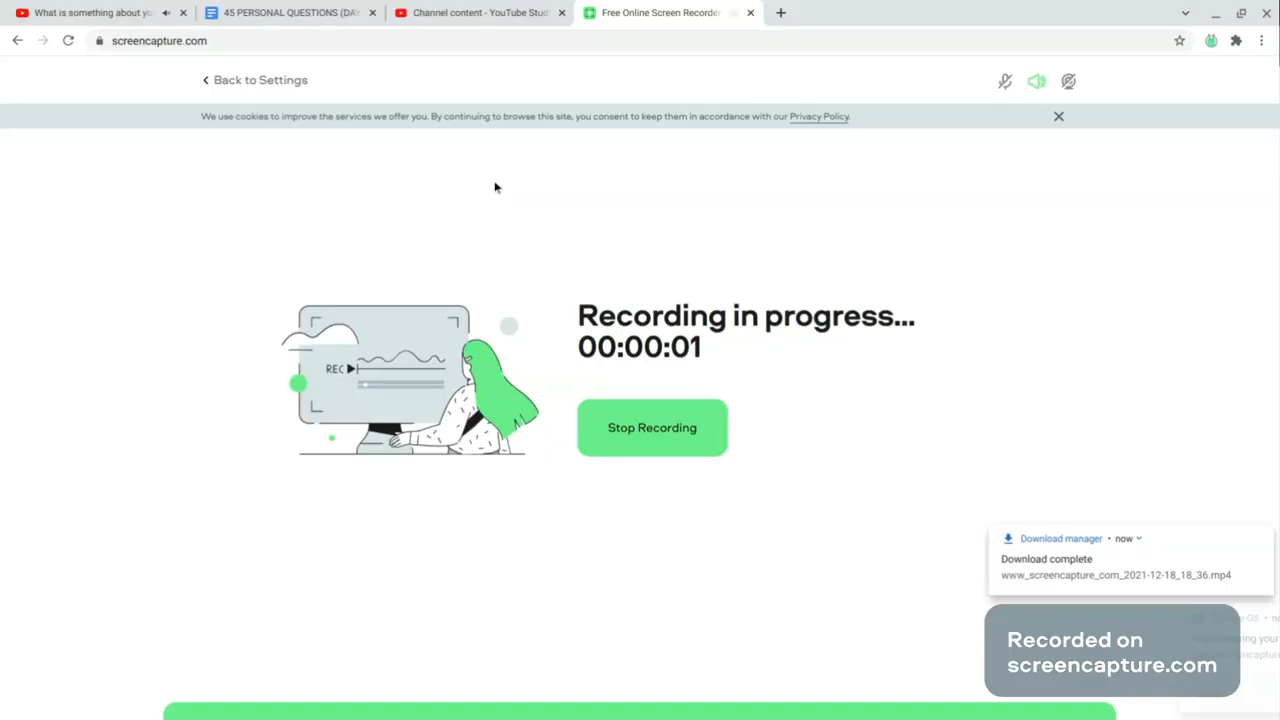 What is something about yo
45 PERSONAL QUESTIONS (DAY
Channel content - YouTube Stud
Free Online Screen Recorder
screencapture.com
Back to Settings
We use cookies to improve the services we offer you. By continuing to browse this site, you consent to keep them in accordance with our Privacy Policy.
Recording in progress...
00:00:01
REC
Stop Recording
Download manager • now
Download complete
www_screencapture_com_2021-12-18_18_36.mp4
Recorded on
screencapture.com